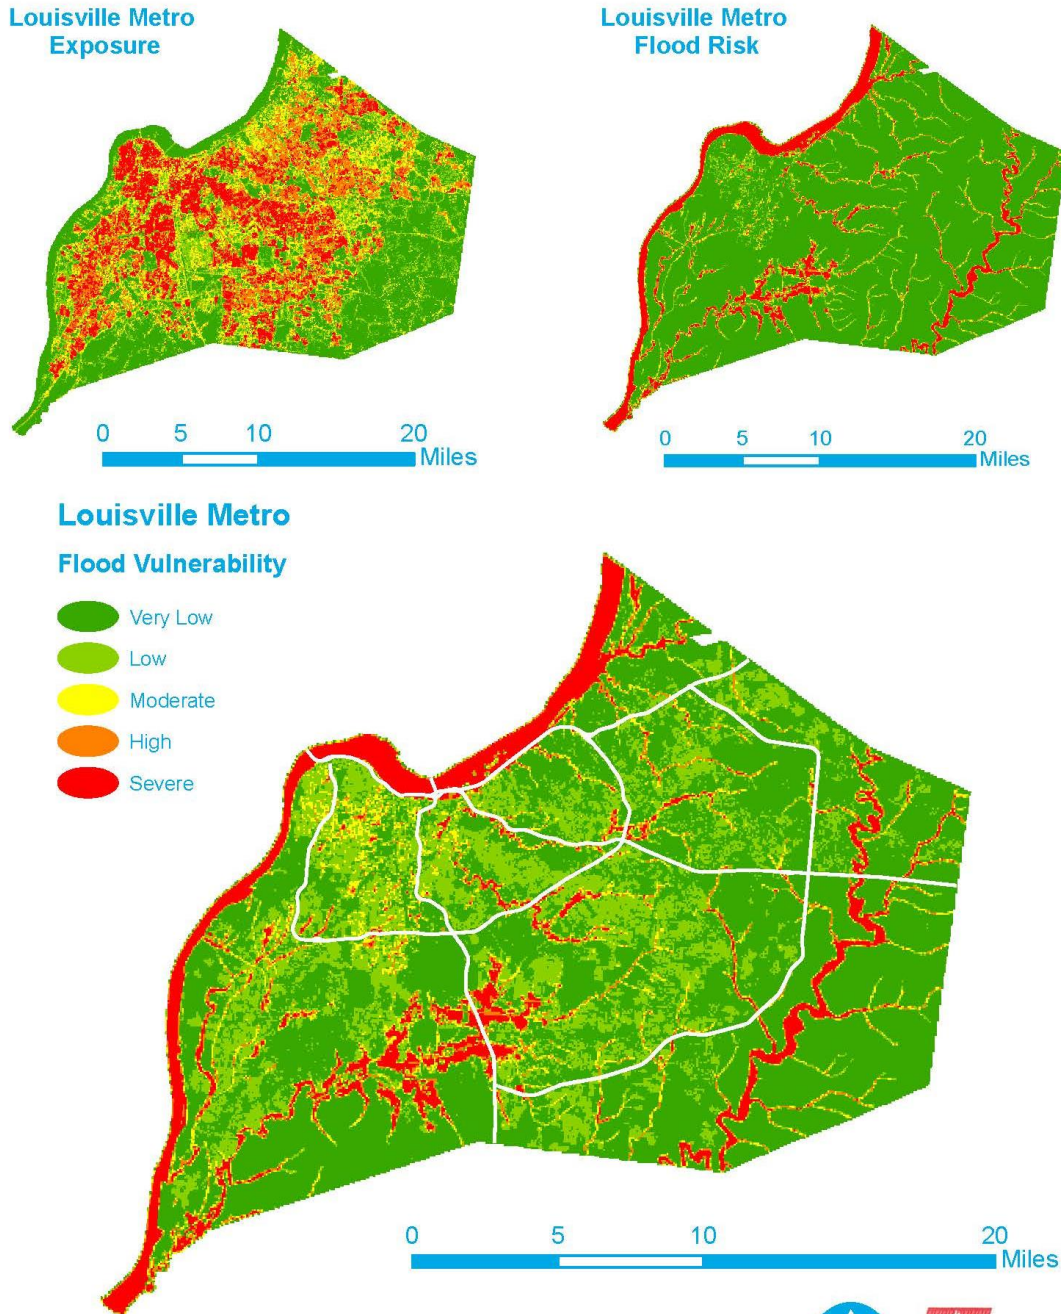 Louisville Metro
Exposure
Louisville Metro
Flood Risk
0 5 10 20
Miles
0 5 10 20
Miles
Louisville Metro
Flood Vulnerability
Very Low
Low
Moderate
High
Severe
0 5 10 20
Miles